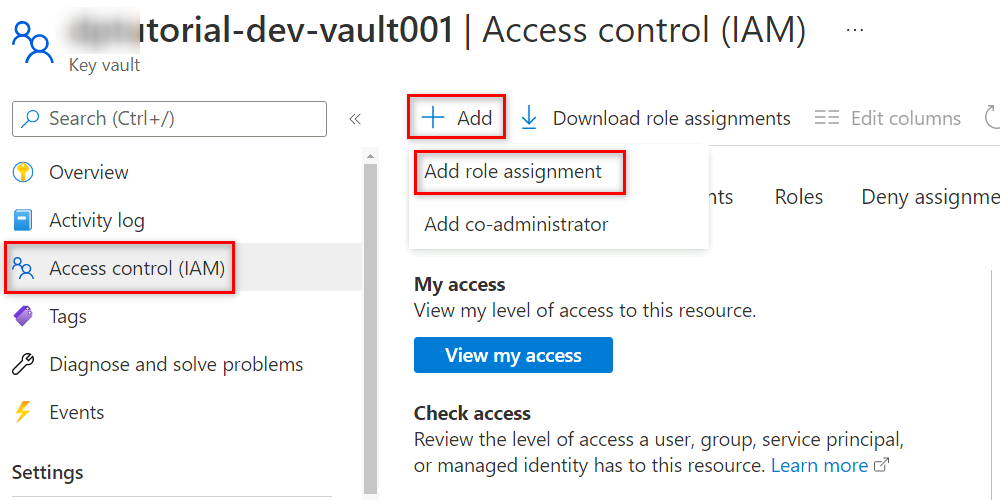 utorial-dev-vault001 | Access control (IAM) ...
Key vault
Search (Ctrl+/)
«
Add
Download role assignments
Edit columns
Add role assignment
Add co-administrator
nts
Roles
Deny assignme
Overview
Activity log
Access control (IAM)
Tags
Diagnose and solve problems
Events
Settings
My access
View my level of access to this resource.
View my access
Check access
Review the level of access a user, group, service principal,
or managed identity has to this resource. Learn more